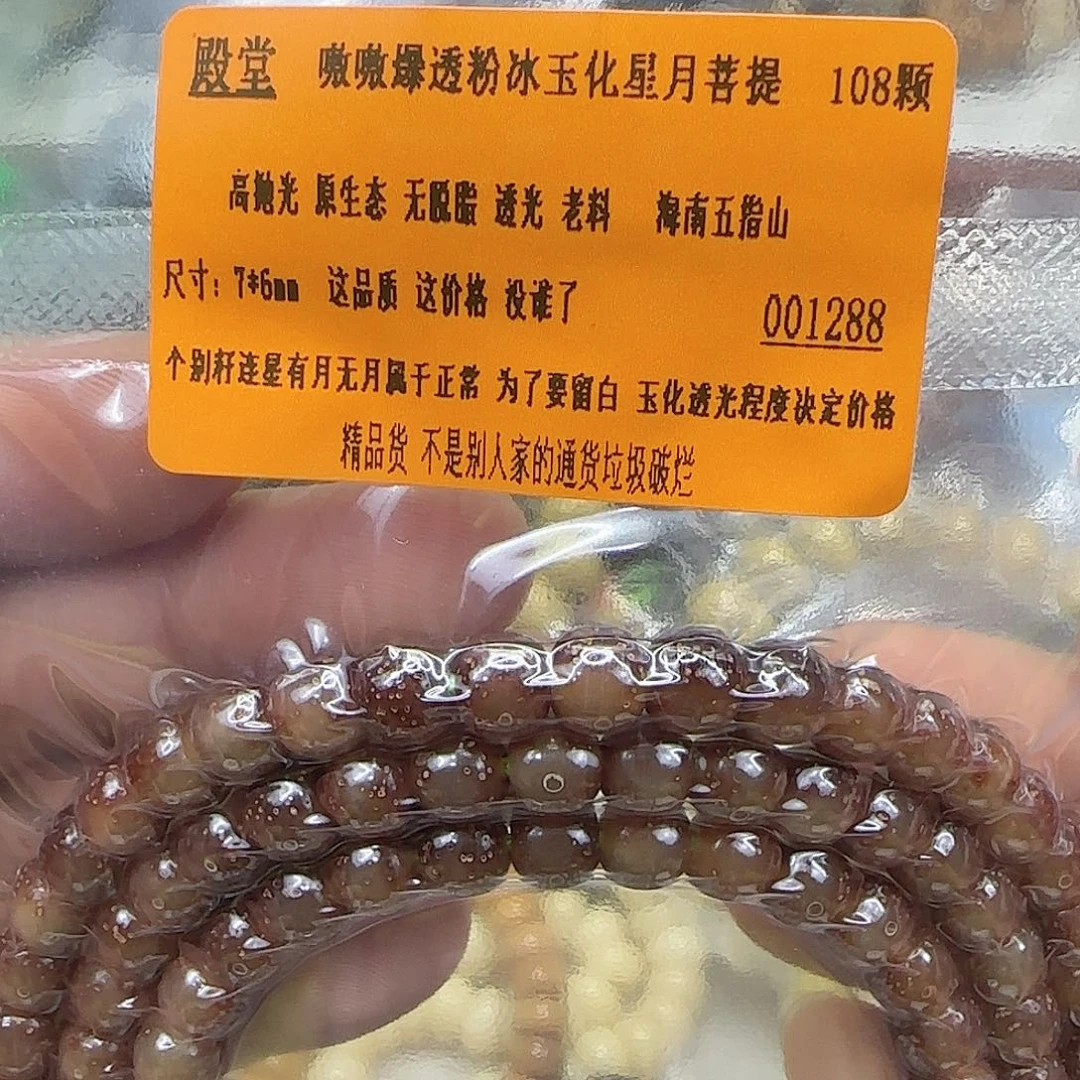 殿堂 嗷嗷爆透粉冰玉化星月菩提 108颗
高抛光 原生态 无脱脂 透光 老料 海南五指山
尺寸：7*6mm 这品质 这价格 没谁了
001288
个别籽连星有月无月属于正常 为了要留白 玉化透光程度决定价格
精品货 不是别人家的通货垃圾破烂